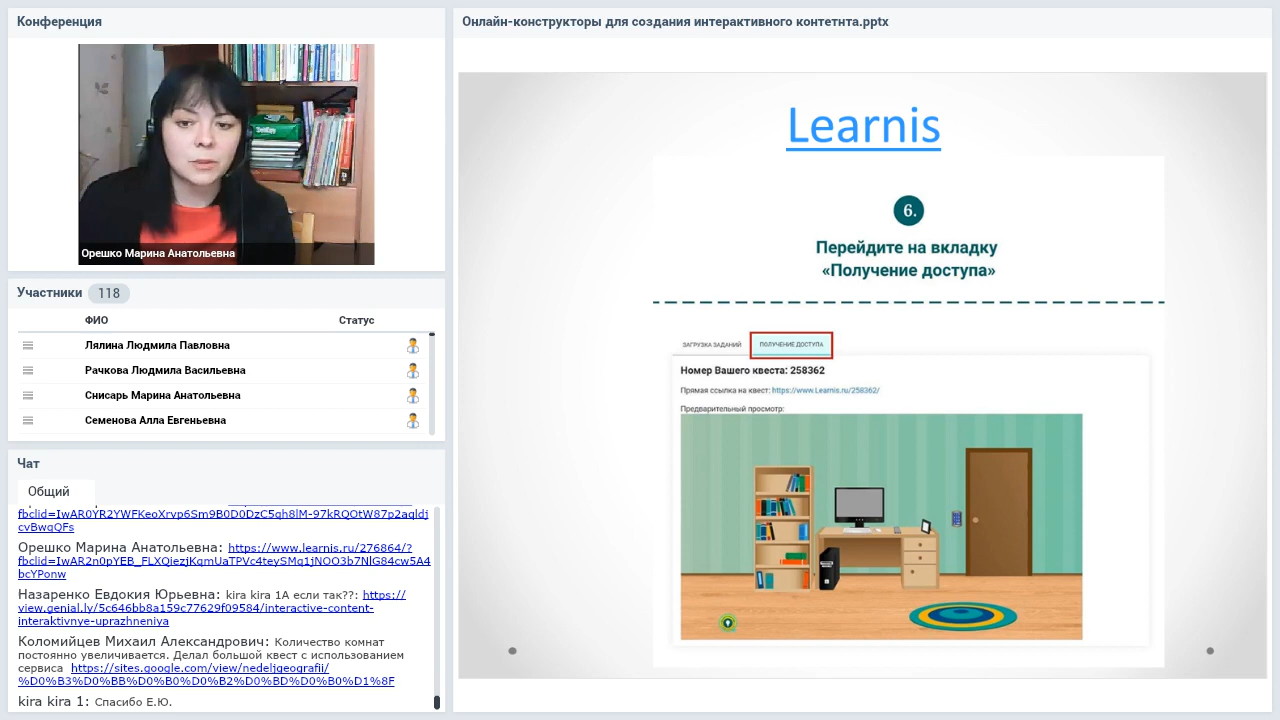 Конференция
Орешко Марина Анатольевна
Участники 118
ФИО Статус
Лялина Людмила Павловна
Рачкова Людмила Васильевна
Снисарь Марина Анатольевна
Семенова Алла Евгеньевна
Чат
Общий
fbclid=IwAR0YR2YWFKeoXrvp6Sm9B0D0DzC5qh8lM-97kRQOtW87p2aqldj
cvBwqQFs
Орешко Марина Анатольевна: https://www.learnis.ru/276864/?
fbclid=IwAR2n0pYEB_FLXQiezjKqmUaTPVc4teySMq1jNOO3b7NlG84cw5A4
bcYPonw
Назаренко Евдокия Юрьевна: kira kira 1А если так??: https://
view.genial.ly/5c646bb8a159c77629f09584/interactive-content-
interaktivnye-uprazhneniya
Коломийцев Михаил Александрович: Количество комнат
постоянно увеличивается. Делал большой квест с использованием
сервиса https://sites.google.com/view/nedeljgeografii/
%D0%B3%D0%BB%D0%B0%D0%B2%D0%BD%D0%B0%D1%8F
kira kira 1: Спасибо Е.Ю.
Онлайн-конструкторы для создания интерактивного контетнта.pptx
Learnis
6.
Перейдите на вкладку
«Получение доступа»
ЗАГРУЗКА ЗАДАНИЙ ПОЛУЧЕНИЕ ДОСТУПА
Номер Вашего квеста: 258362
Прямая ссылка на квест: https://www.Learnis.ru/258362/
Предварительный просмотр: